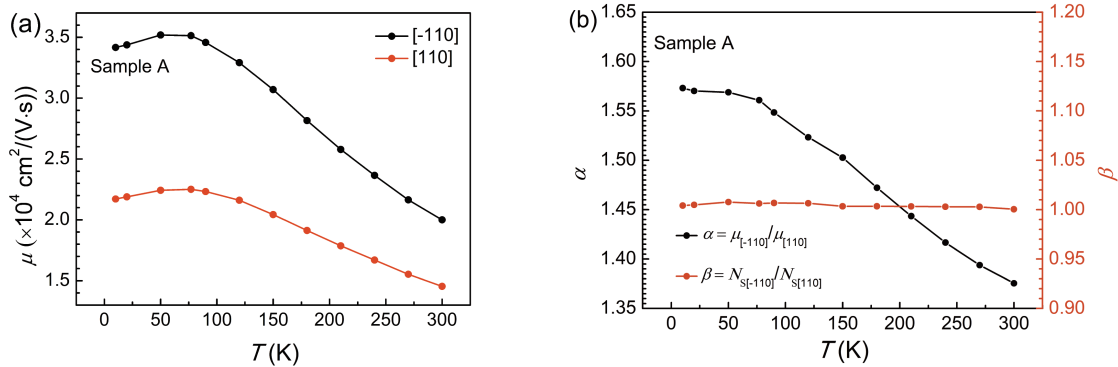 (a)
[-110]
[110]
Sample A
3.5
3.0
2.5
2.0
1.5
μ (×10⁴ cm²/(V·s))
0 50 100 150 200 250 300
T (K)
(b)
Sample A
1.65
1.60
1.55
1.50
1.45
1.40
1.35
α
1.20
1.15
1.10
1.05
1.00
0.95
0.90
β
α = μ[-110]/μ[110]
β = NS[-110]/NS[110]
0 50 100 150 200 250 300
T (K)